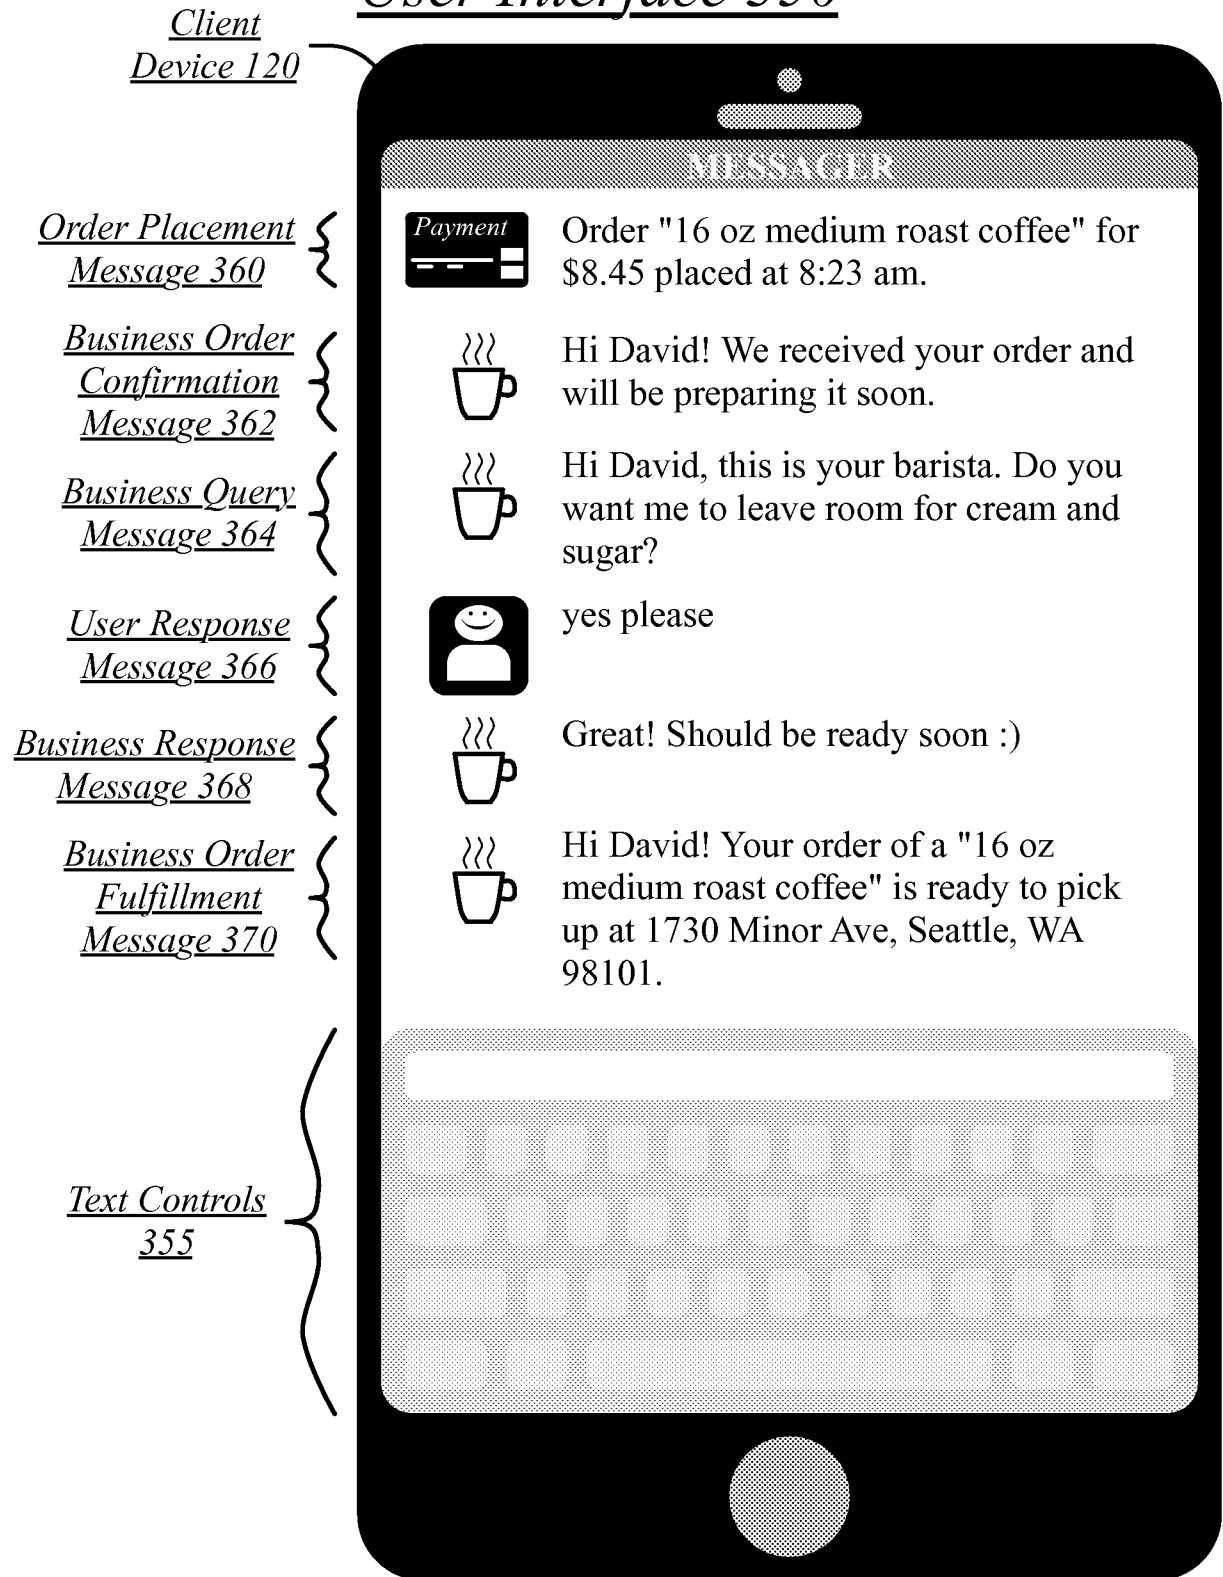 User Interface 350
Client
Device 120
MESSAGER
Order Placement
Message 360
Payment
Order "16 oz medium roast coffee" for
$8.45 placed at 8:23 am.
Business Order
Confirmation
Message 362
Hi David! We received your order and
will be preparing it soon.
Business Query
Message 364
Hi David, this is your barista. Do you
want me to leave room for cream and
sugar?
User Response
Message 366
yes please
Business Response
Message 368
Great! Should be ready soon :)
Business Order
Fulfillment
Message 370
Hi David! Your order of a "16 oz
medium roast coffee" is ready to pick
up at 1730 Minor Ave, Seattle, WA
98101.
Text Controls
355